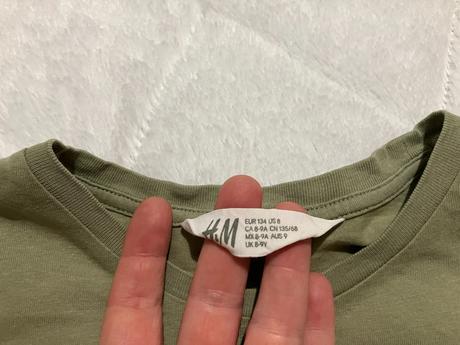 H&M
EUR 134 US 8
CA 8-9A CN 135/68
MX 8-9A AUS 9
UK 8-9Y